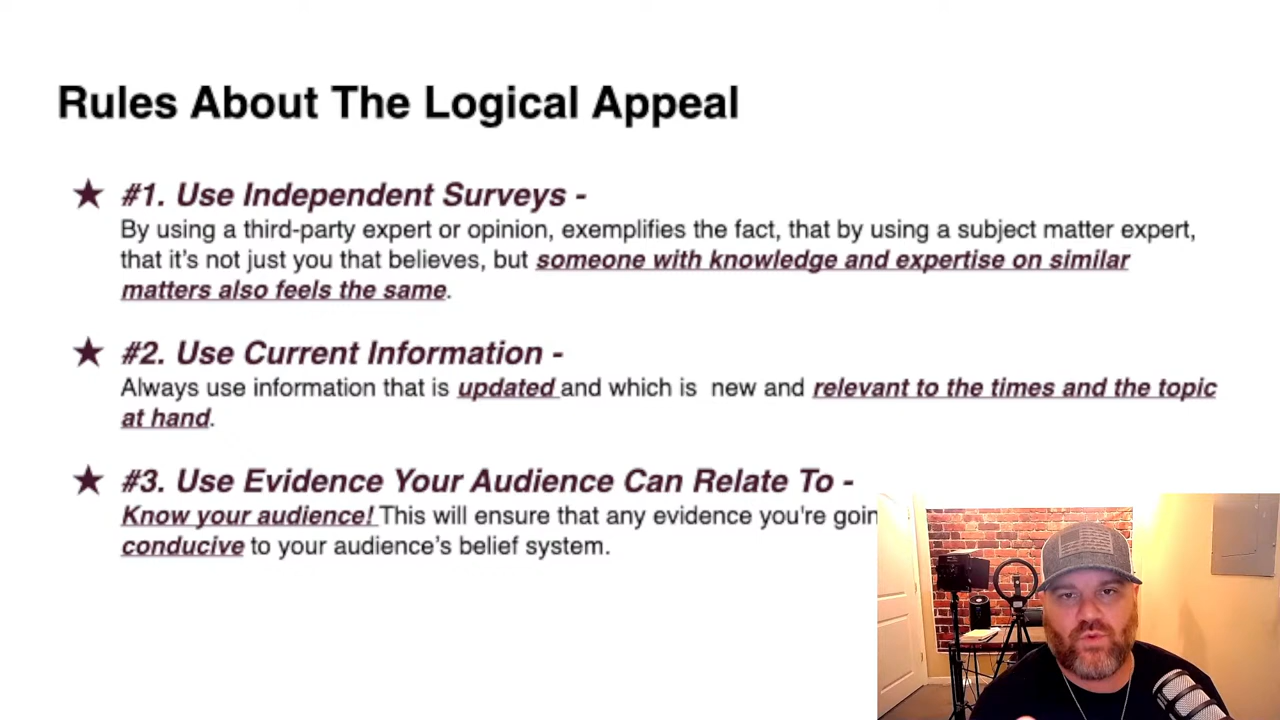 Rules About The Logical Appeal
★ #1. Use Independent Surveys -
By using a third-party expert or opinion, exemplifies the fact, that by using a subject matter expert,
that it's not just you that believes, but someone with knowledge and expertise on similar
matters also feels the same.
★ #2. Use Current Information -
Always use information that is updated and which is  new and relevant to the times and the topic
at hand.
★ #3. Use Evidence Your Audience Can Relate To -
Know your audience! This will ensure that any evidence you're goin
conducive to your audience's belief system.